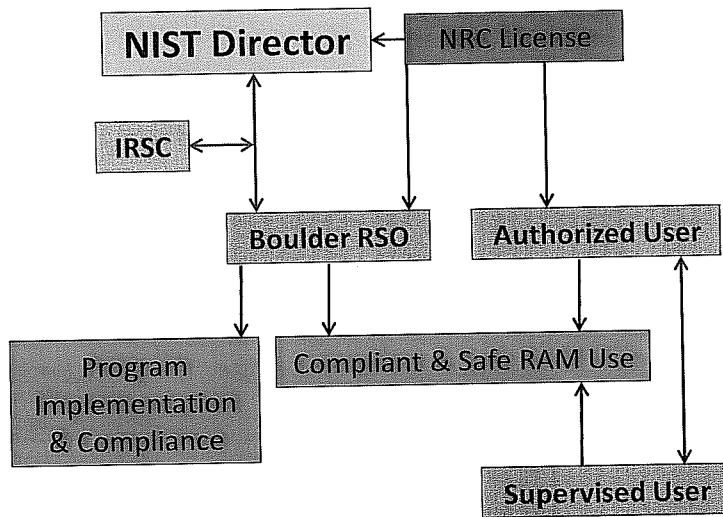 NIST Director
NRC License
IRSC
Boulder RSO
Authorized User
Program
Implementation
& Compliance
Compliant & Safe RAM Use
Supervised User